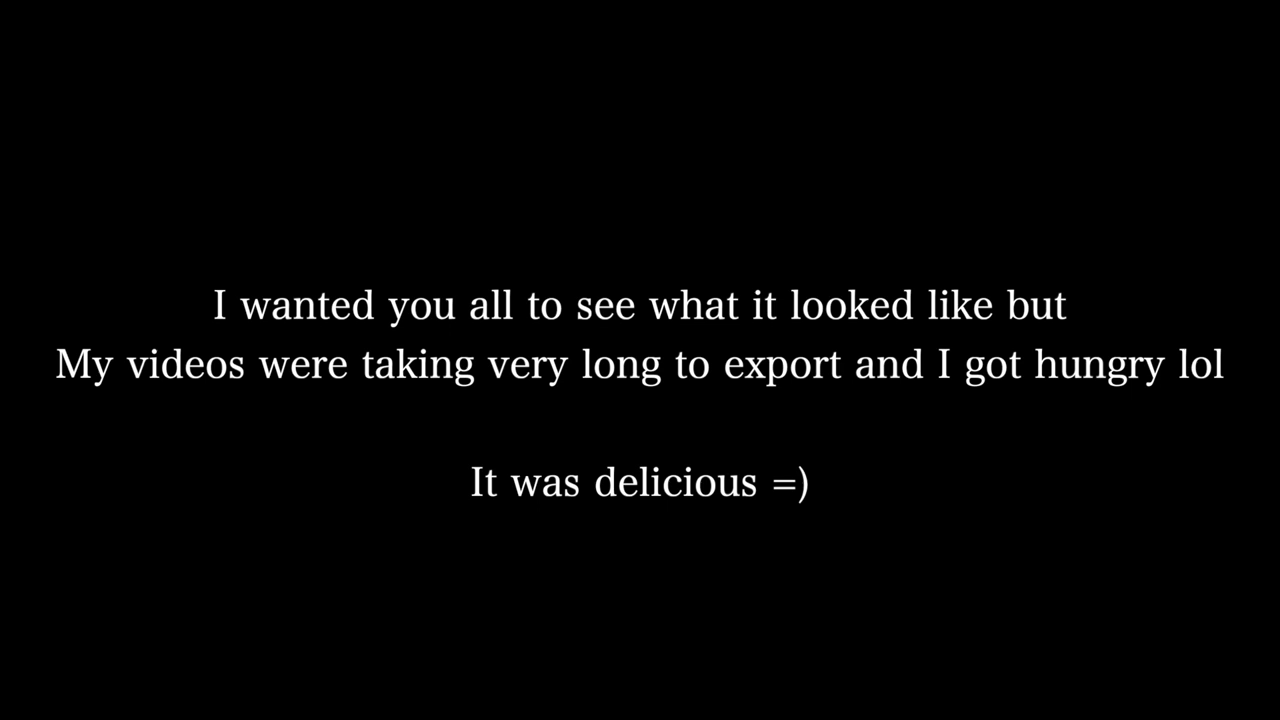 I wanted you all to see what it looked like but
My videos were taking very long to export and I got hungry lol
It was delicious =)